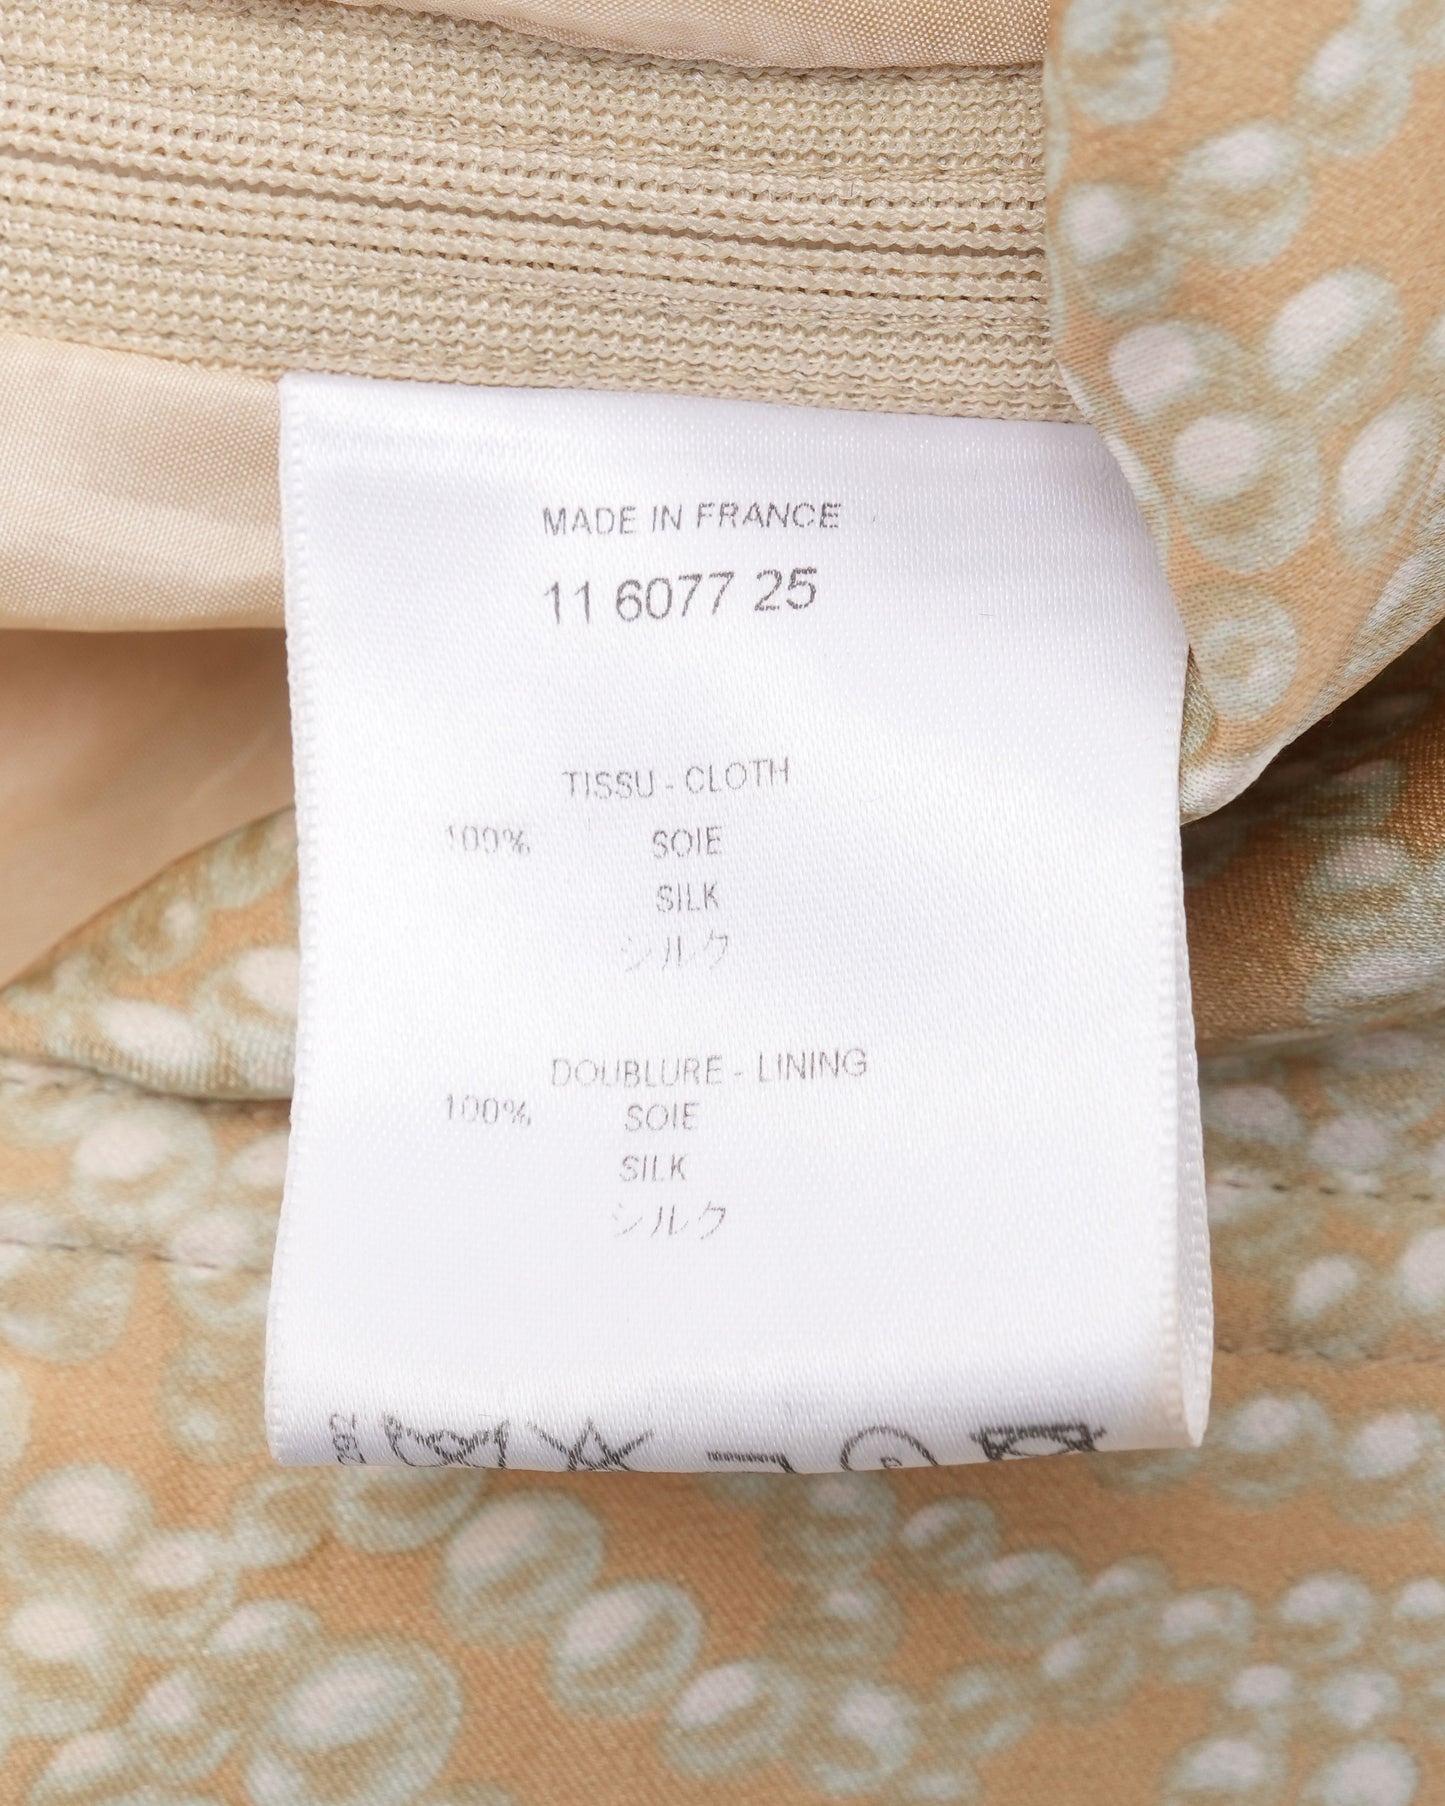 MADE IN FRANCE
11 6077 25
TISSU - CLOTH
100% SOIE
SILK
シルク
DOUBLURE - LINING
100% SOIE
SILK
シルク